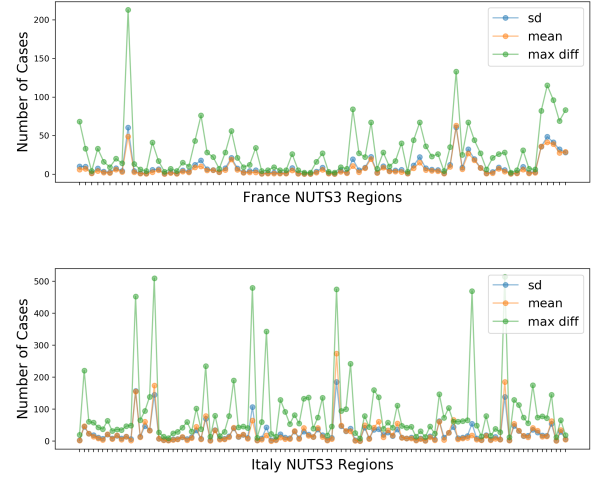 200
150
100
50
0
Number of Cases
sd
mean
max diff
France NUTS3 Regions
500
400
300
200
100
0
Number of Cases
sd
mean
max diff
Italy NUTS3 Regions